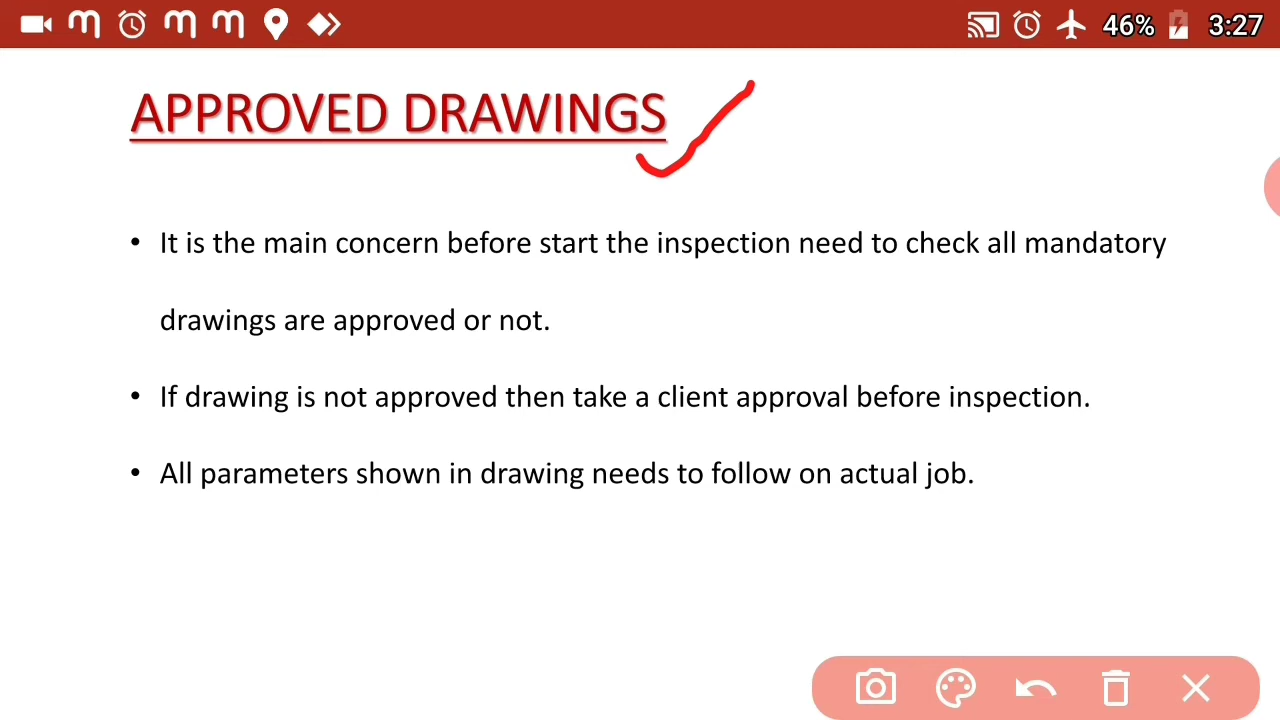 46% 3:27
APPROVED DRAWINGS
• It is the main concern before start the inspection need to check all mandatory
drawings are approved or not.
• If drawing is not approved then take a client approval before inspection.
• All parameters shown in drawing needs to follow on actual job.